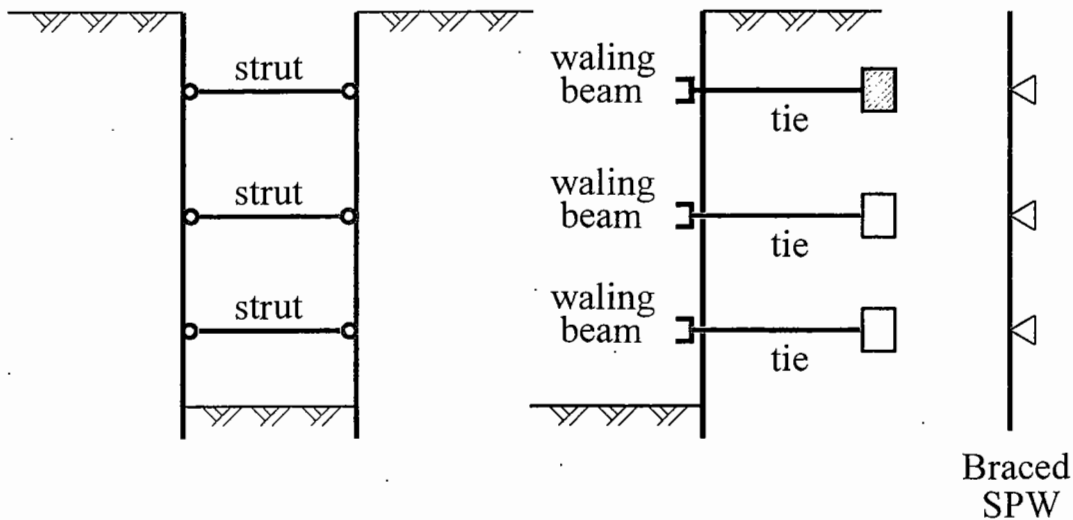 strut
strut
strut
waling
beam
tie
waling
beam
tie
waling
beam
tie
Braced
SPW